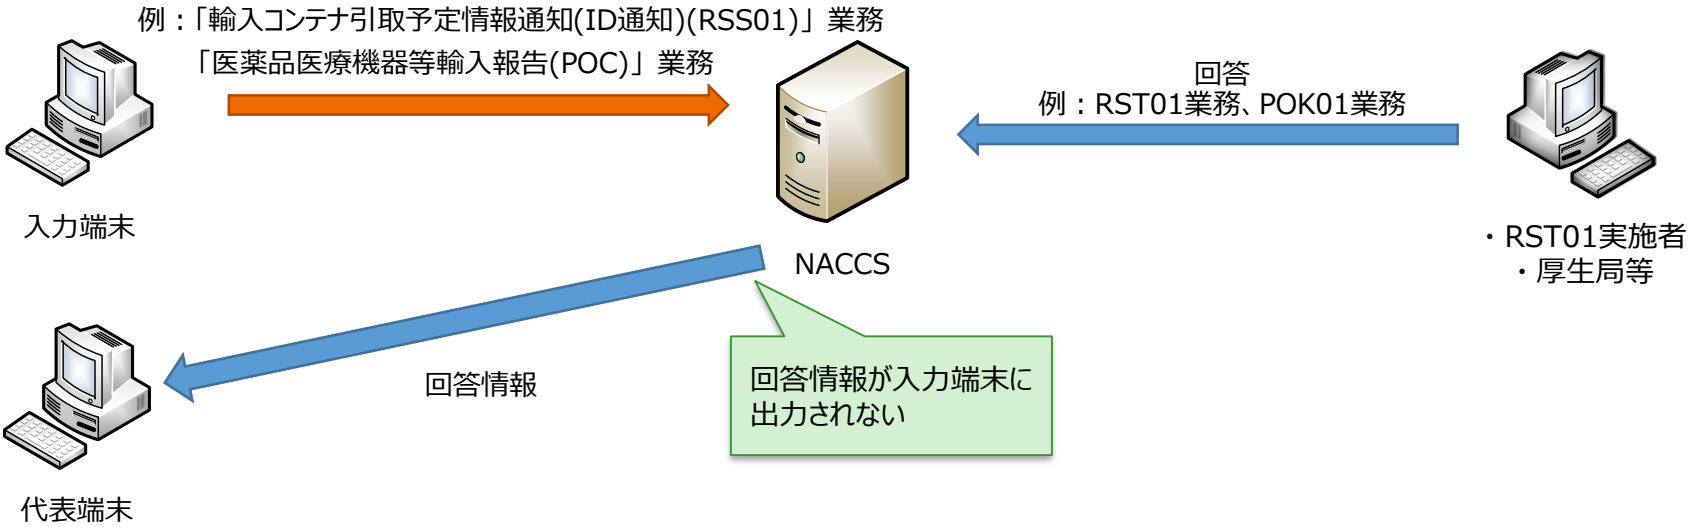 例：「輸入コンテナ引取予定情報通知(ID通知)(RSS01)」業務
「医薬品医療機器等輸入報告(POC)」業務
回答
例：RST01業務、POK01業務
入力端末
NACCS
・RST01実施者
・厚生局等
回答情報
回答情報が入力端末に
出力されない
代表端末